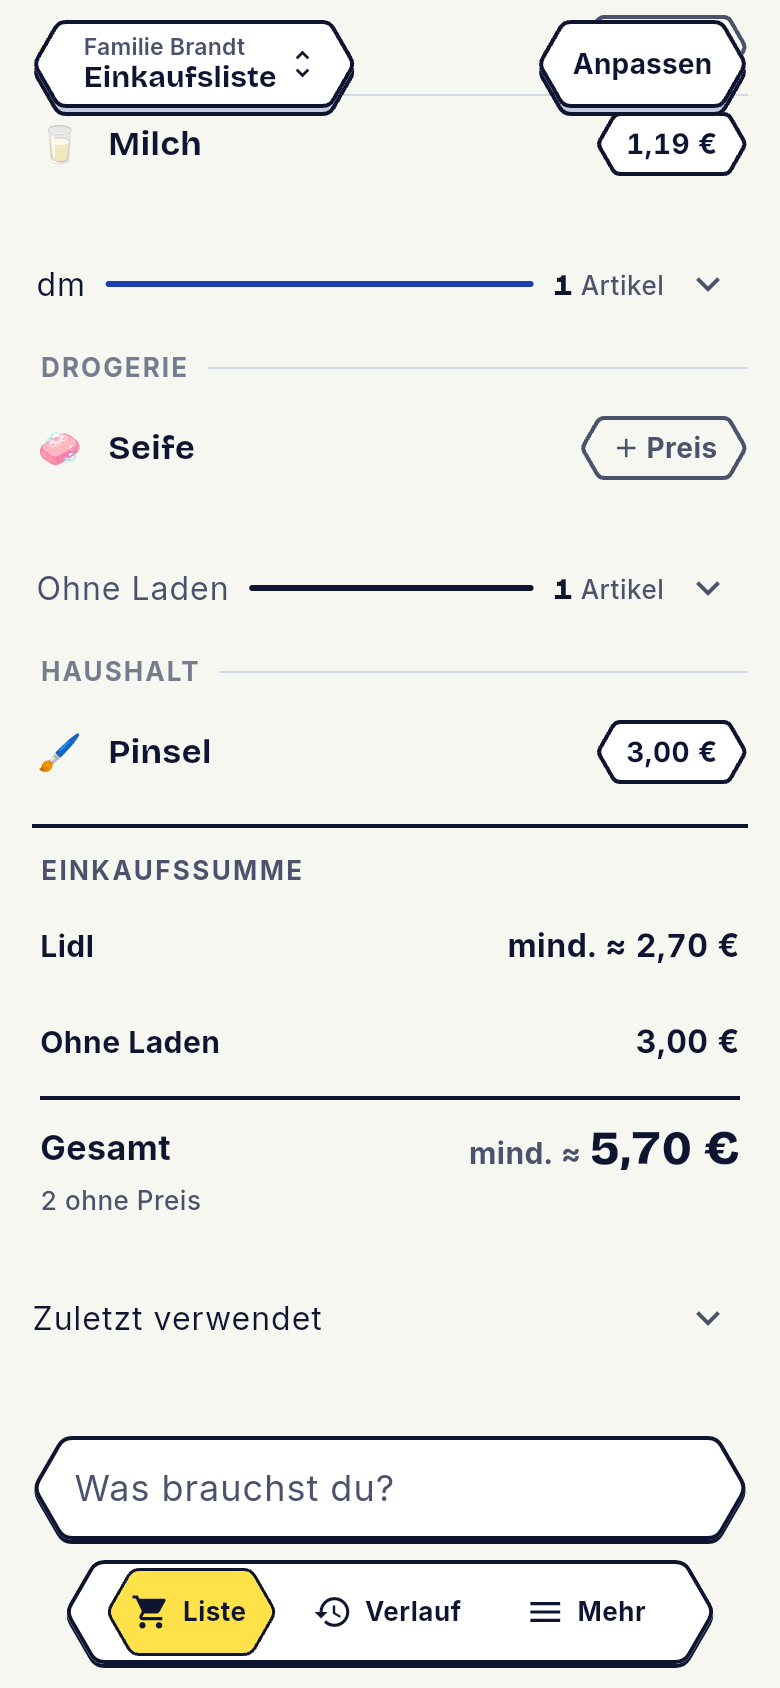 Familie Brandt
Einkaufsliste
Anpassen
Milch 1,19 €
dm 1 Artikel
DROGERIE
Seife + Preis
Ohne Laden 1 Artikel
HAUSHALT
Pinsel 3,00 €
EINKAUFSSUMME
Lidl mind. ≈ 2,70 €
Ohne Laden 3,00 €
Gesamt mind. ≈ 5,70 €
2 ohne Preis
Zuletzt verwendet
Was brauchst du?
Liste Verlauf Mehr